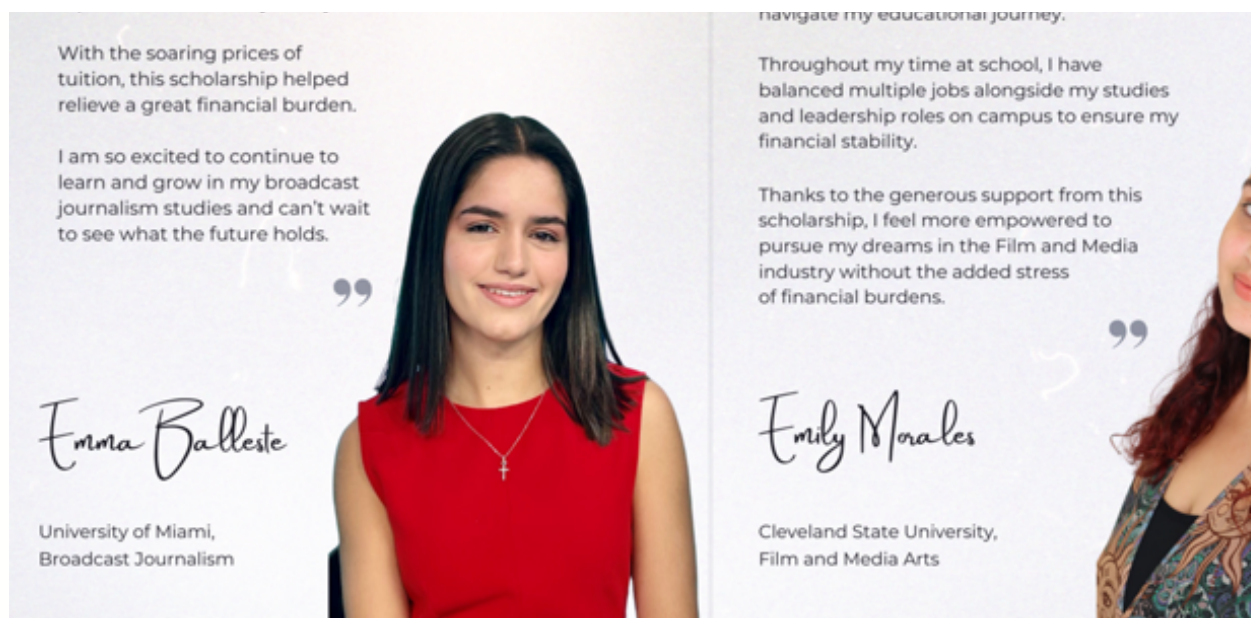 With the soaring prices of
tuition, this scholarship helped
relieve a great financial burden.
I am so excited to continue to
learn and grow in my broadcast
journalism studies and can't wait
to see what the future holds.
”
Emma Balleste
University of Miami,
Broadcast Journalism
navigate my educational journey.
Throughout my time at school, I have
balanced multiple jobs alongside my studies
and leadership roles on campus to ensure my
financial stability.
Thanks to the generous support from this
scholarship, I feel more empowered to
pursue my dreams in the Film and Media
industry without the added stress
of financial burdens.
”
Emily Morales
Cleveland State University,
Film and Media Arts